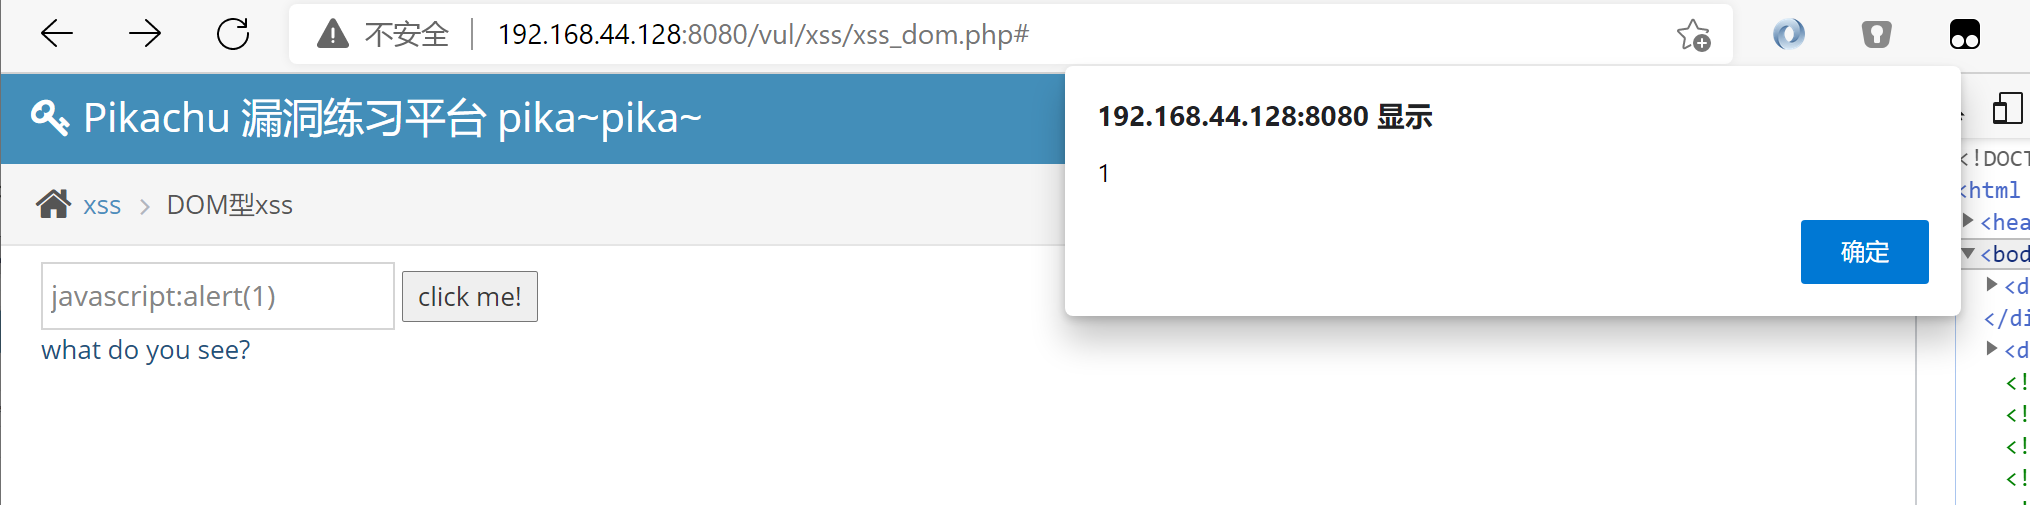 不安全 192.168.44.128:8080/vul/xss/xss_dom.php#
Pikachu 漏洞练习平台 pika~pika~
192.168.44.128:8080 显示
1
确定
xss > DOM型xss
javascript:alert(1) click me!
what do you see?
<!DOCT
<html
<hea
<bod
<d
</di
<d
<!
<!
<!
<!